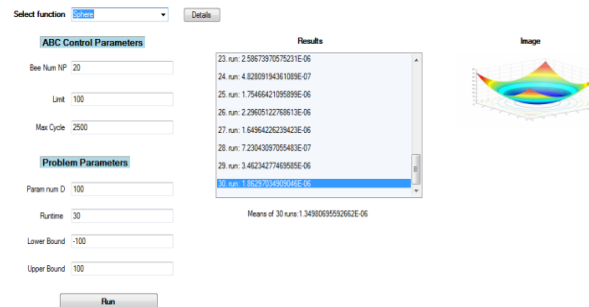 Select function Sphere Details
ABC Control Parameters
Bee Num NP 20
Limit 100
Max Cycle 2500
Problem Parameters
Param num D 100
Runtime 30
Lower Bound -100
Upper Bound 100
Run
Results
23. run: 2.58673970575231E-06
24. run: 4.82809194361089E-07
25. run: 1.75466421095899E-06
26. run: 2.29605122768613E-06
27. run: 1.64964226239423E-06
28. run: 7.23043097055483E-07
29. run: 3.46234277469585E-06
30. run: 1.86297034909046E-06
Means of 30 runs:1.34980695592662E-06
Image